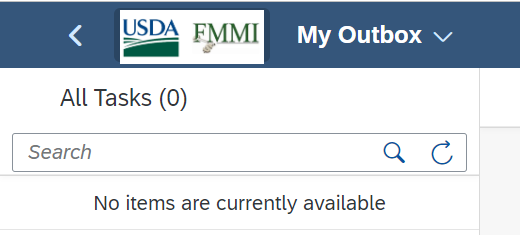 USDA FMMI My Outbox
All Tasks (0)
Search
No items are currently available